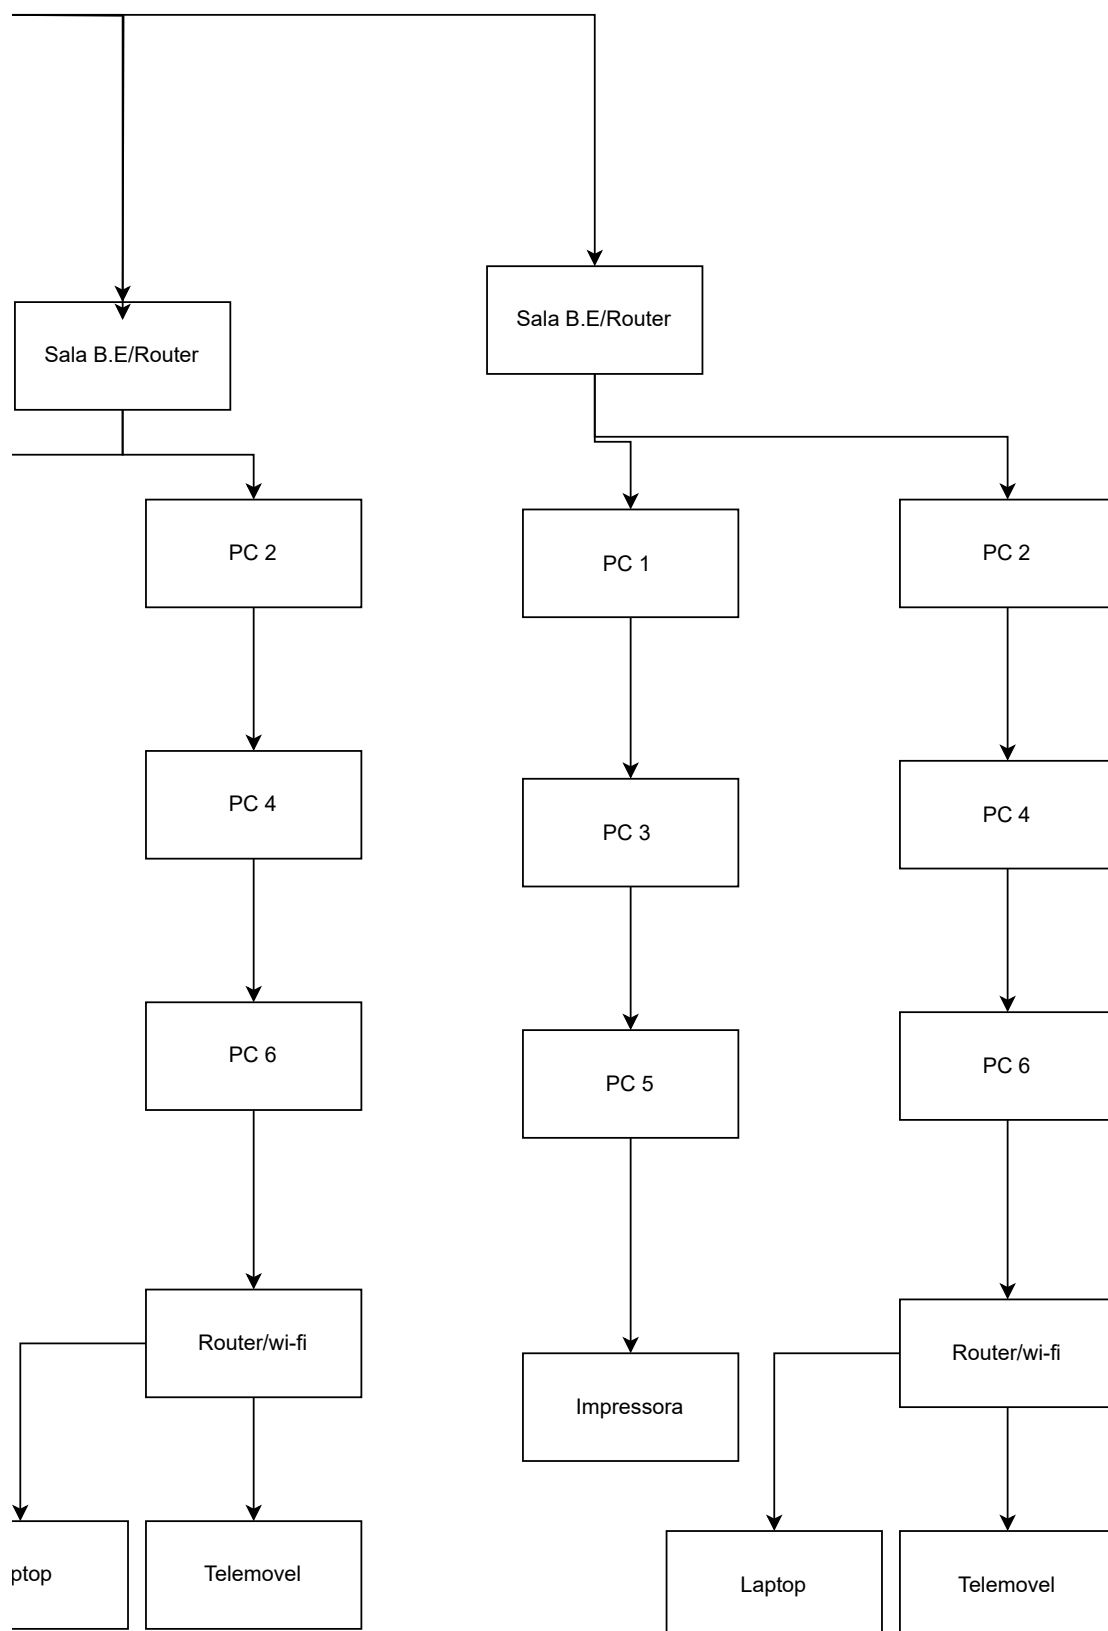 Sala B.E/Router
Sala B.E/Router
PC 2
PC 1
PC 2
PC 4
PC 3
PC 4
PC 6
PC 5
PC 6
Router/wi-fi
Router/wi-fi
Impressora
ptop
Telemovel
Laptop
Telemovel